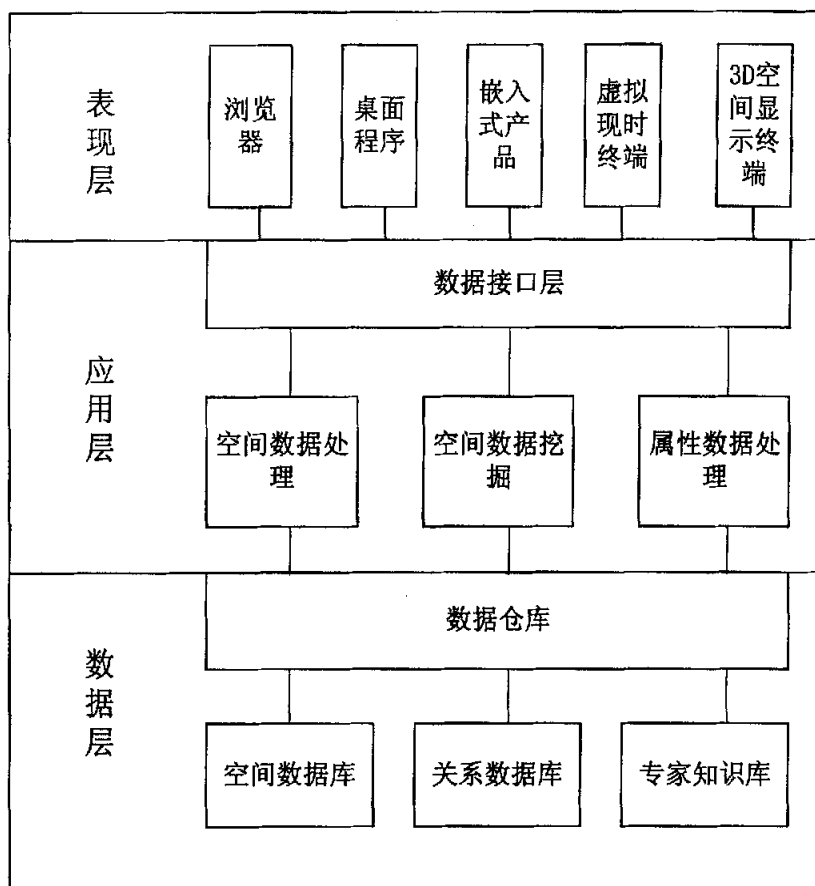 表现层
浏览
器
桌面
程序
嵌入
式产
品
虚拟
现时
终端
3D空
间显
示终
端
应用层
数据接口层
空间数据处
理
空间数据挖
掘
属性数据处
理
数据层
数据仓库
空间数据库
关系数据库
专家知识库